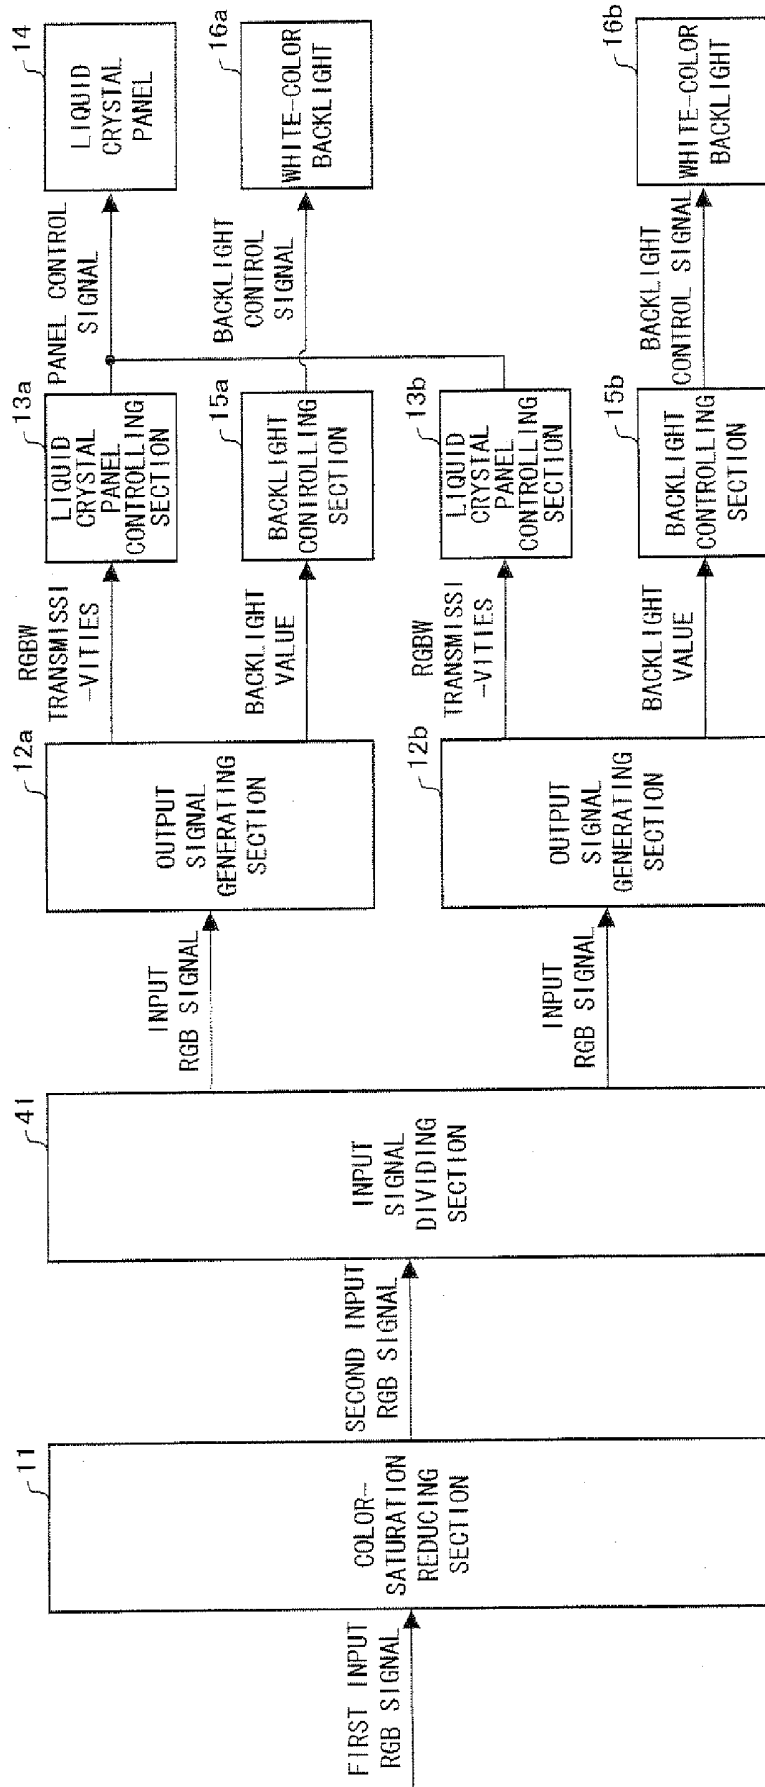 FIRST INPUT
RGB SIGNAL
11
COLOR-
SATURATION
REDUCING
SECTION
SECOND INPUT
RGB SIGNAL
41
INPUT
SIGNAL
DIVIDING
SECTION
INPUT
RGB SIGNAL
12a
OUTPUT
SIGNAL
GENERATING
SECTION
RGBW
TRANSMISSI
-VITIES
13a
LIQUID
CRYSTAL
PANEL
CONTROLLING
SECTION
PANEL CONTROL
SIGNAL
14
LIQUID
CRYSTAL
PANEL
BACKLIGHT
VALUE
15a
BACKLIGHT
CONTROLLING
SECTION
BACKLIGHT
CONTROL
SIGNAL
16a
WHITE-COLOR
BACKLIGHT
INPUT
RGB SIGNAL
12b
OUTPUT
SIGNAL
GENERATING
SECTION
RGBW
TRANSMISSI
-VITIES
13b
LIQUID
CRYSTAL
PANEL
CONTROLLING
SECTION
BACKLIGHT
VALUE
15b
BACKLIGHT
CONTROLLING
SECTION
BACKLIGHT
CONTROL SIGNAL
16b
WHITE-COLOR
BACKLIGHT